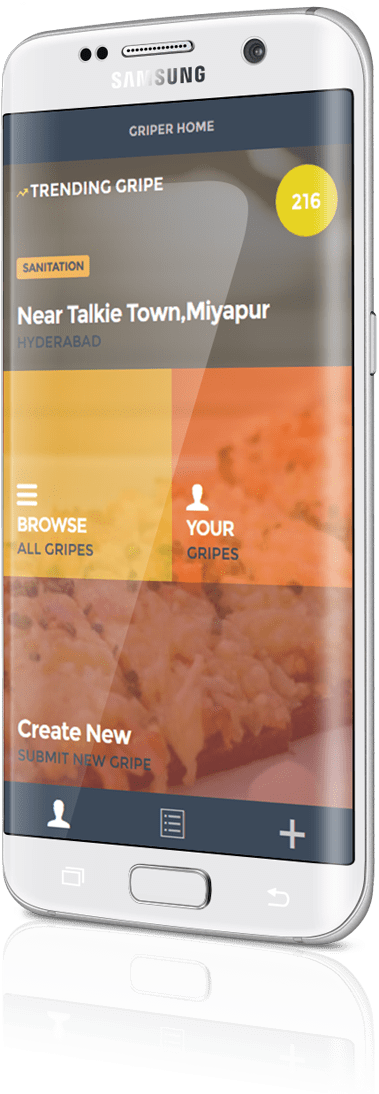 SAMSUNG
GRIPER HOME
TRENDING GRIPE
216
SANITATION
Near Talkie Town,Miyapur
HYDERABAD
BROWSE
ALL GRIPES
YOUR
GRIPES
Create New
SUBMIT NEW GRIPE